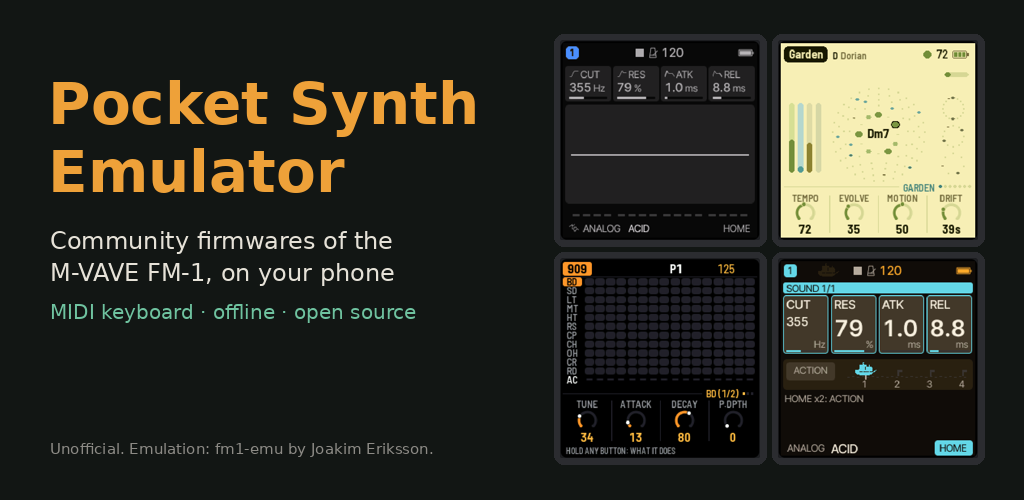 Pocket Synth
Emulator
Community firmwares of the
M-VAVE FM-1, on your phone
MIDI keyboard · offline · open source
Unofficial. Emulation: fm1-emu by Joakim Eriksson.
1 120
CUT RES ATK REL
355 Hz 79 % 1.0 ms 8.8 ms
ANALOG ACID HOME
Garden D Dorian 72
Dm7
GARDEN
TEMPO EVOLVE MOTION DRIFT
72 35 50 39s
909 P1 125
BD
SD
LT
MT
HT
RS
CP
CH
OH
CR
RD
AC
BD (1/2)
TUNE ATTACK DECAY P.DPTH
34 13 80 0
HOLD ANY BUTTON: WHAT IT DOES
1 120
SOUND 1/1
CUT RES ATK REL
355 79 1.0 8.8
Hz % ms ms
ACTION
1 2 3 4
HOME x2: ACTION
ANALOG ACID HOME